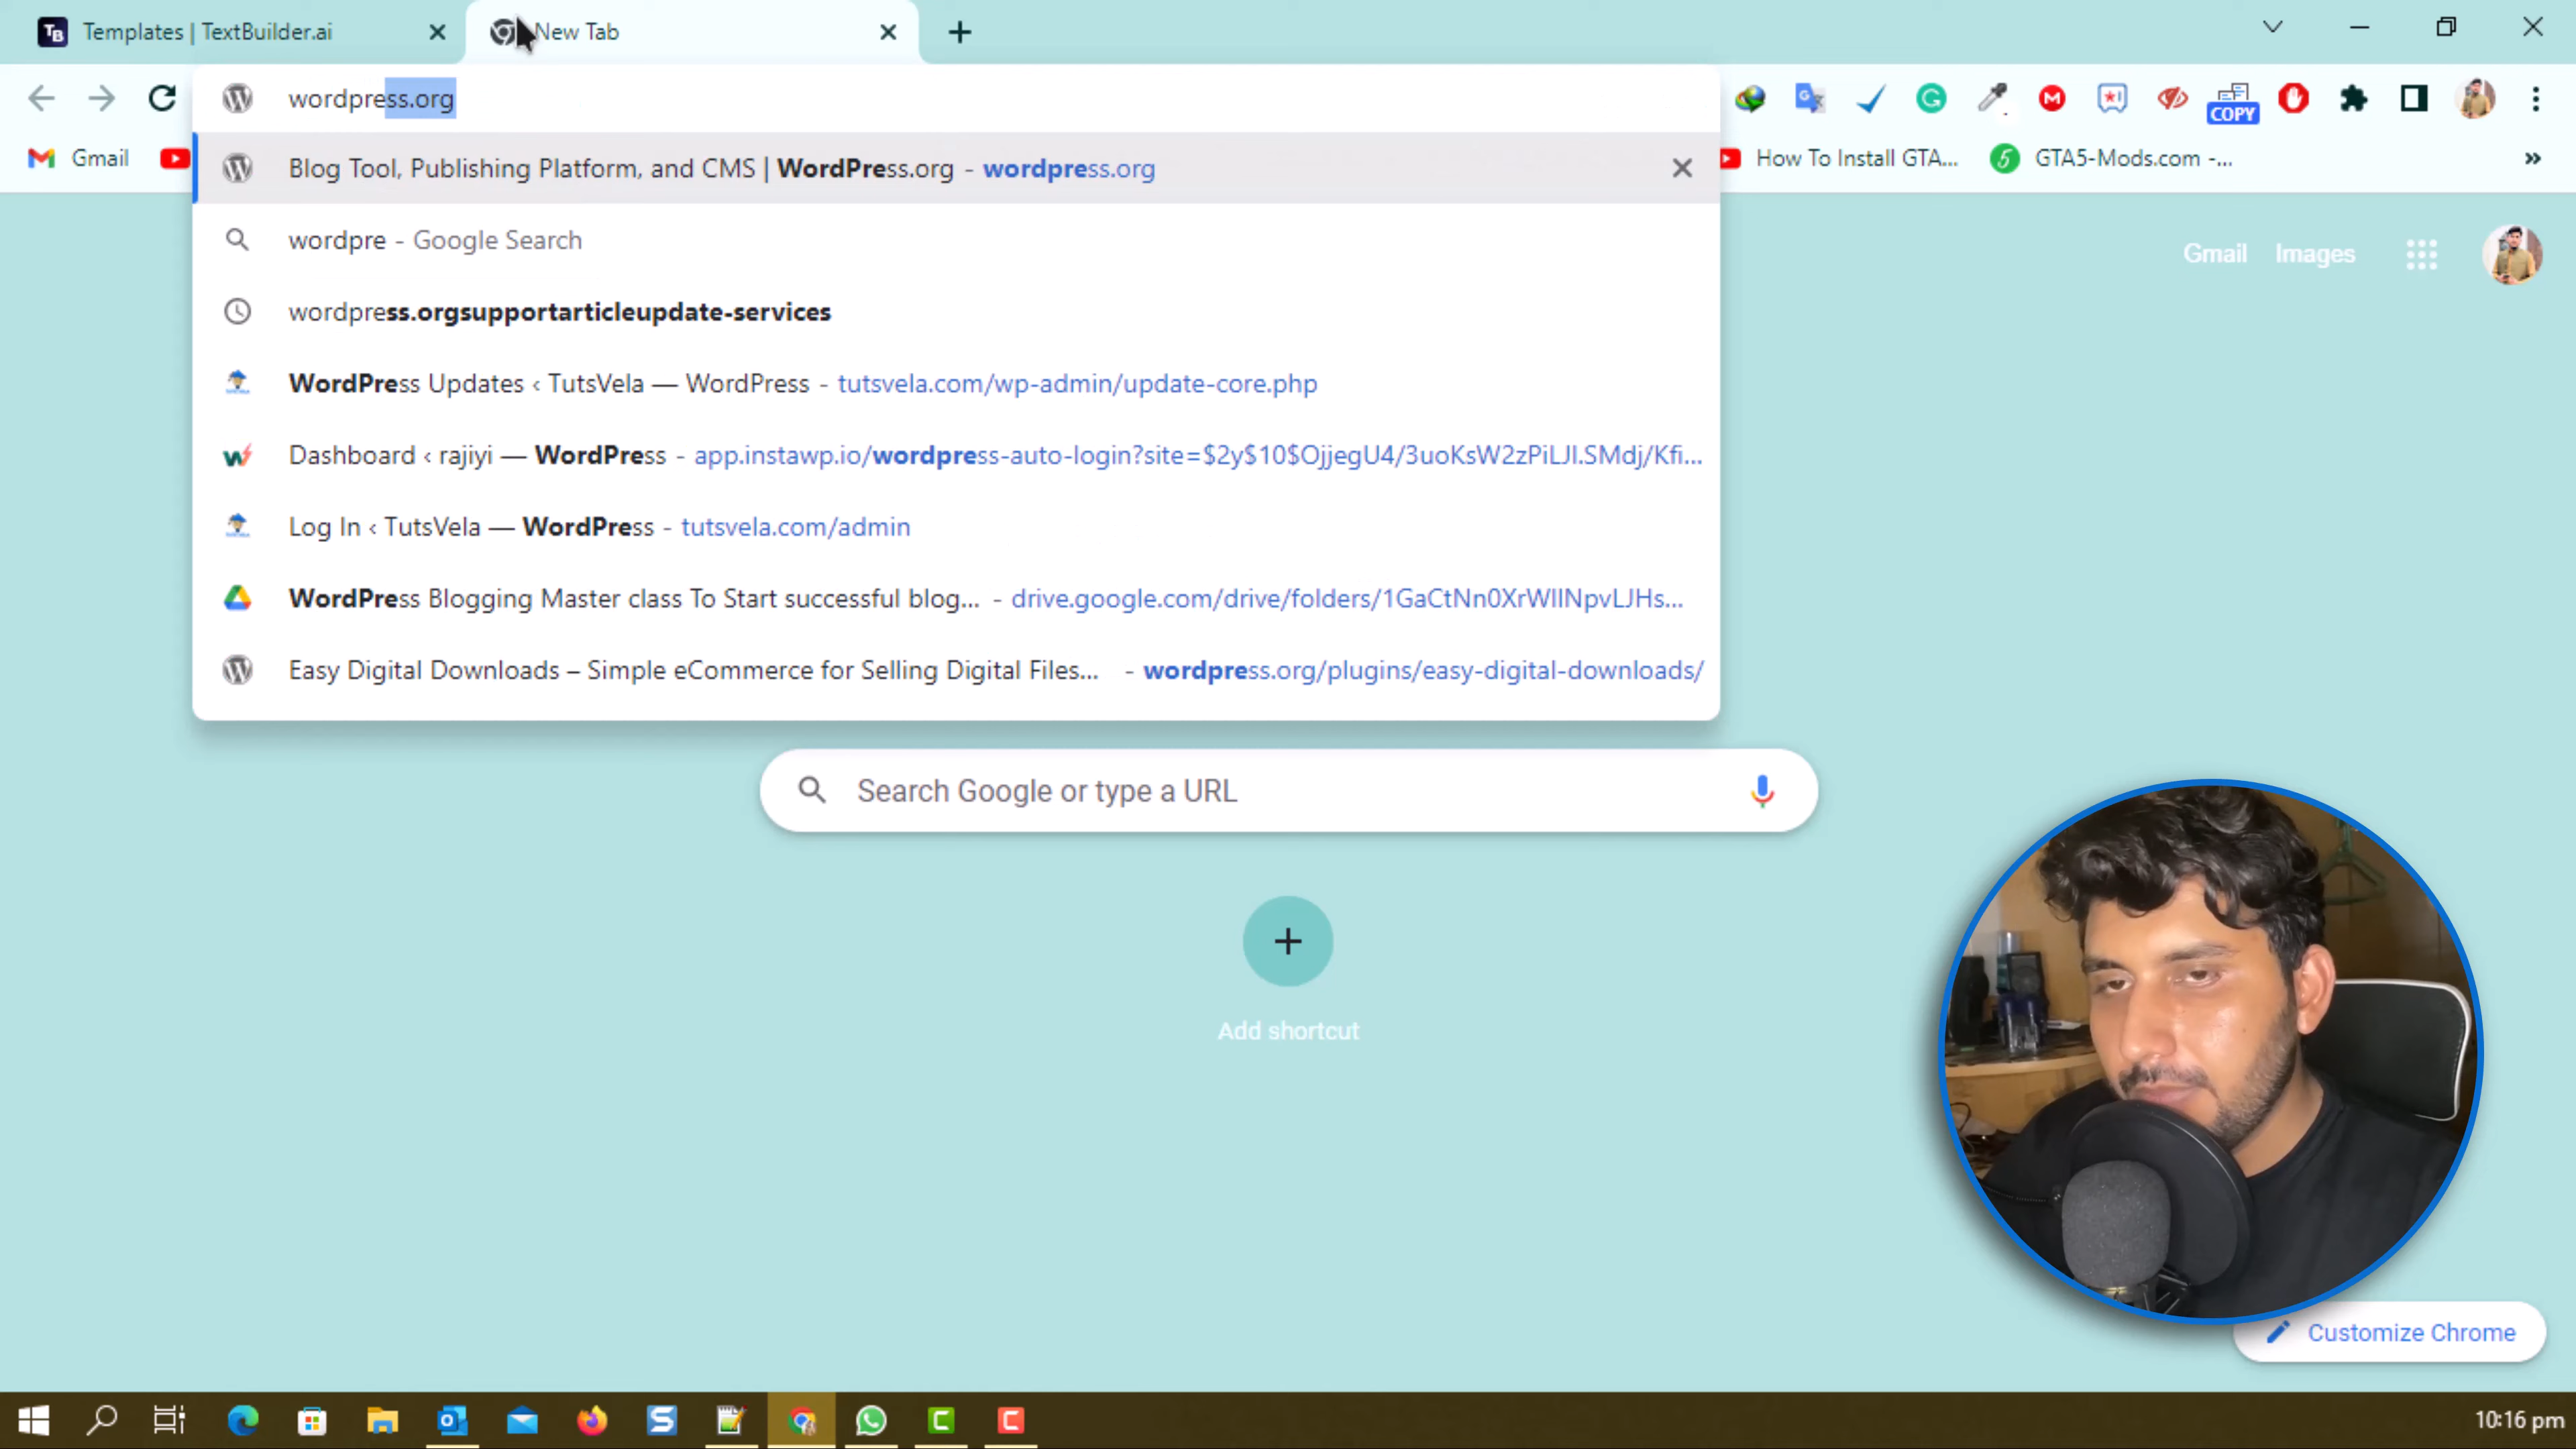 Templates | TextBuilder.ai
New Tab
wordpress.org
COPY
Gmail
How To Install GTA...
GTA5-Mods.com -...
Blog Tool, Publishing Platform, and CMS | WordPress.org - wordpress.org
wordpre - Google Search
wordpress.orgsupportarticleupdate-services
WordPress Updates ‹ TutsVela — WordPress - tutsvela.com/wp-admin/update-core.php
Dashboard ‹ rajiyi — WordPress - app.instawp.io/wordpress-auto-login?site=$2y$10$OjjegU4/3uoKsW2zPiLJl.SMdj/Kfi...
Log In ‹ TutsVela — WordPress - tutsvela.com/admin
WordPress Blogging Master class To Start successful blog... - drive.google.com/drive/folders/1GaCtNn0XrWlINpvLJHs...
Easy Digital Downloads – Simple eCommerce for Selling Digital Files... - wordpress.org/plugins/easy-digital-downloads/
Gmail Images
Search Google or type a URL
Add shortcut
Customize Chrome
10:16 pm